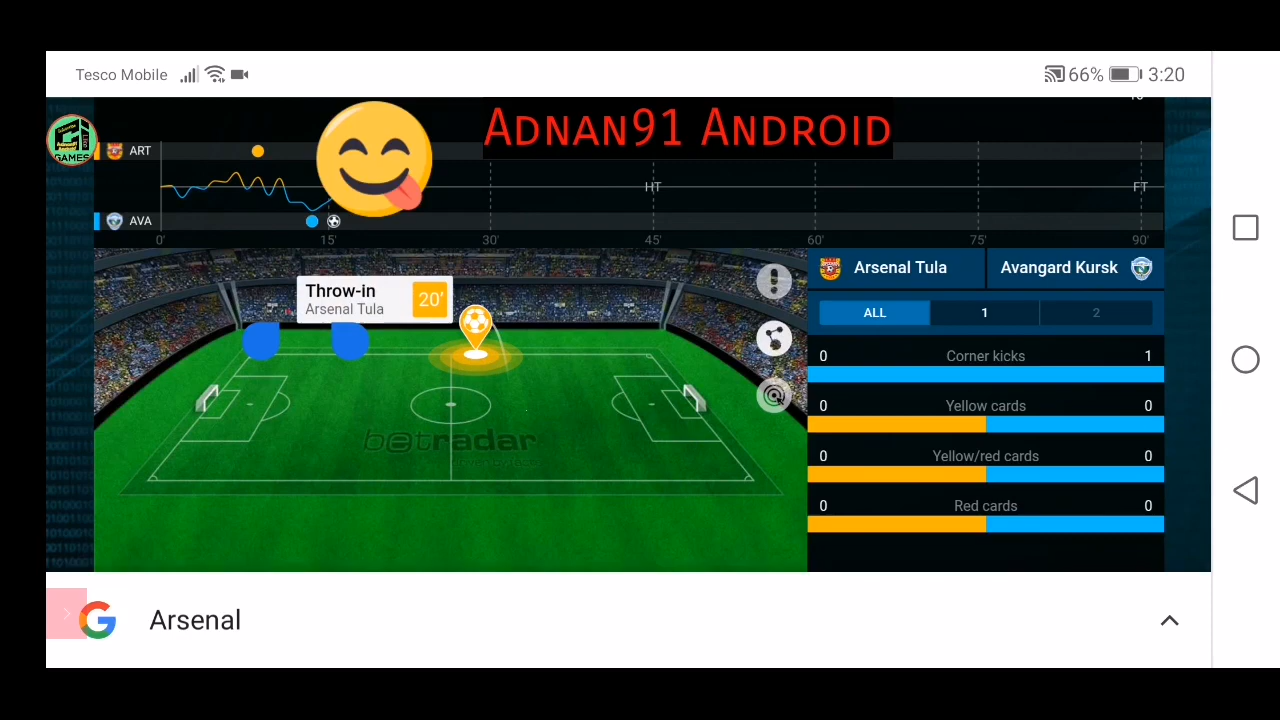 Tesco Mobile
66% 3:20
ADNAN91 ANDROID
GAMES
ART
HT
FT
AVA
0' 15' 30' 45' 60' 75' 90'
Arsenal Tula
Avangard Kursk
Throw-in
Arsenal Tula
20'
ALL 1 2
0 Corner kicks 1
0 Yellow cards 0
0 Yellow/red cards 0
0 Red cards 0
betradar
G Arsenal